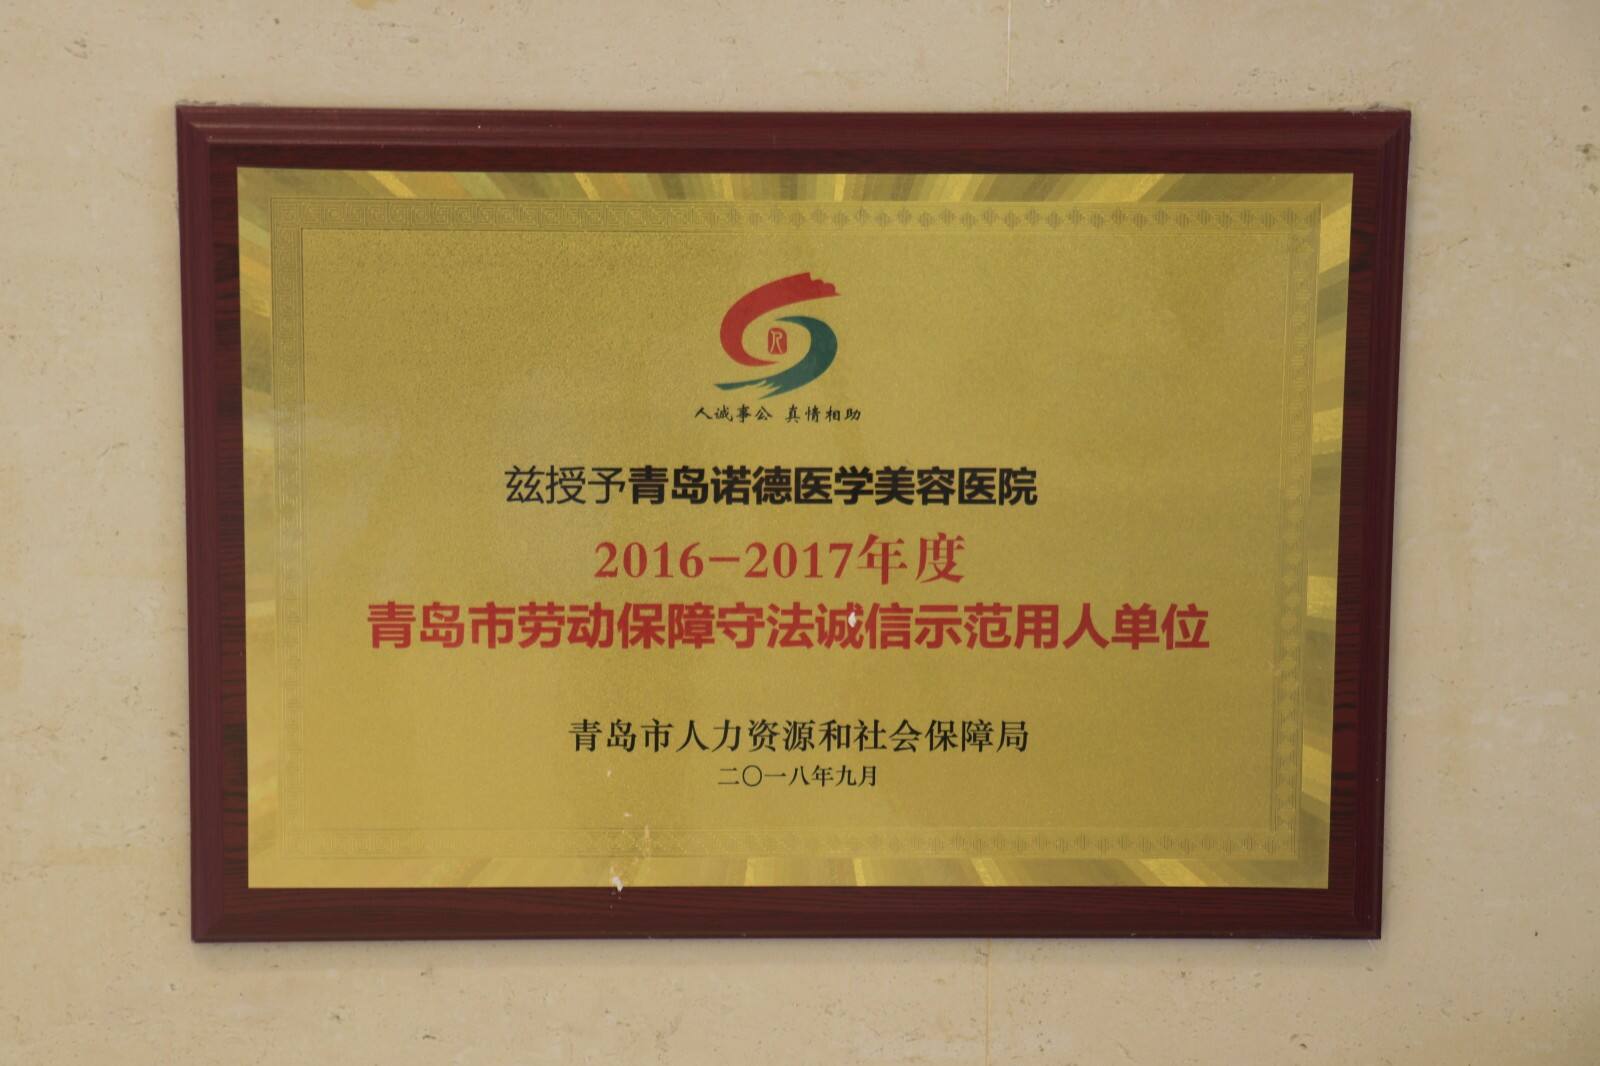 人
人诚事公 真情相助
兹授予青岛诺德医学美容医院
2016-2017年度
青岛市劳动保障守法诚信示范用人单位
青岛市人力资源和社会保障局
二〇一八年九月